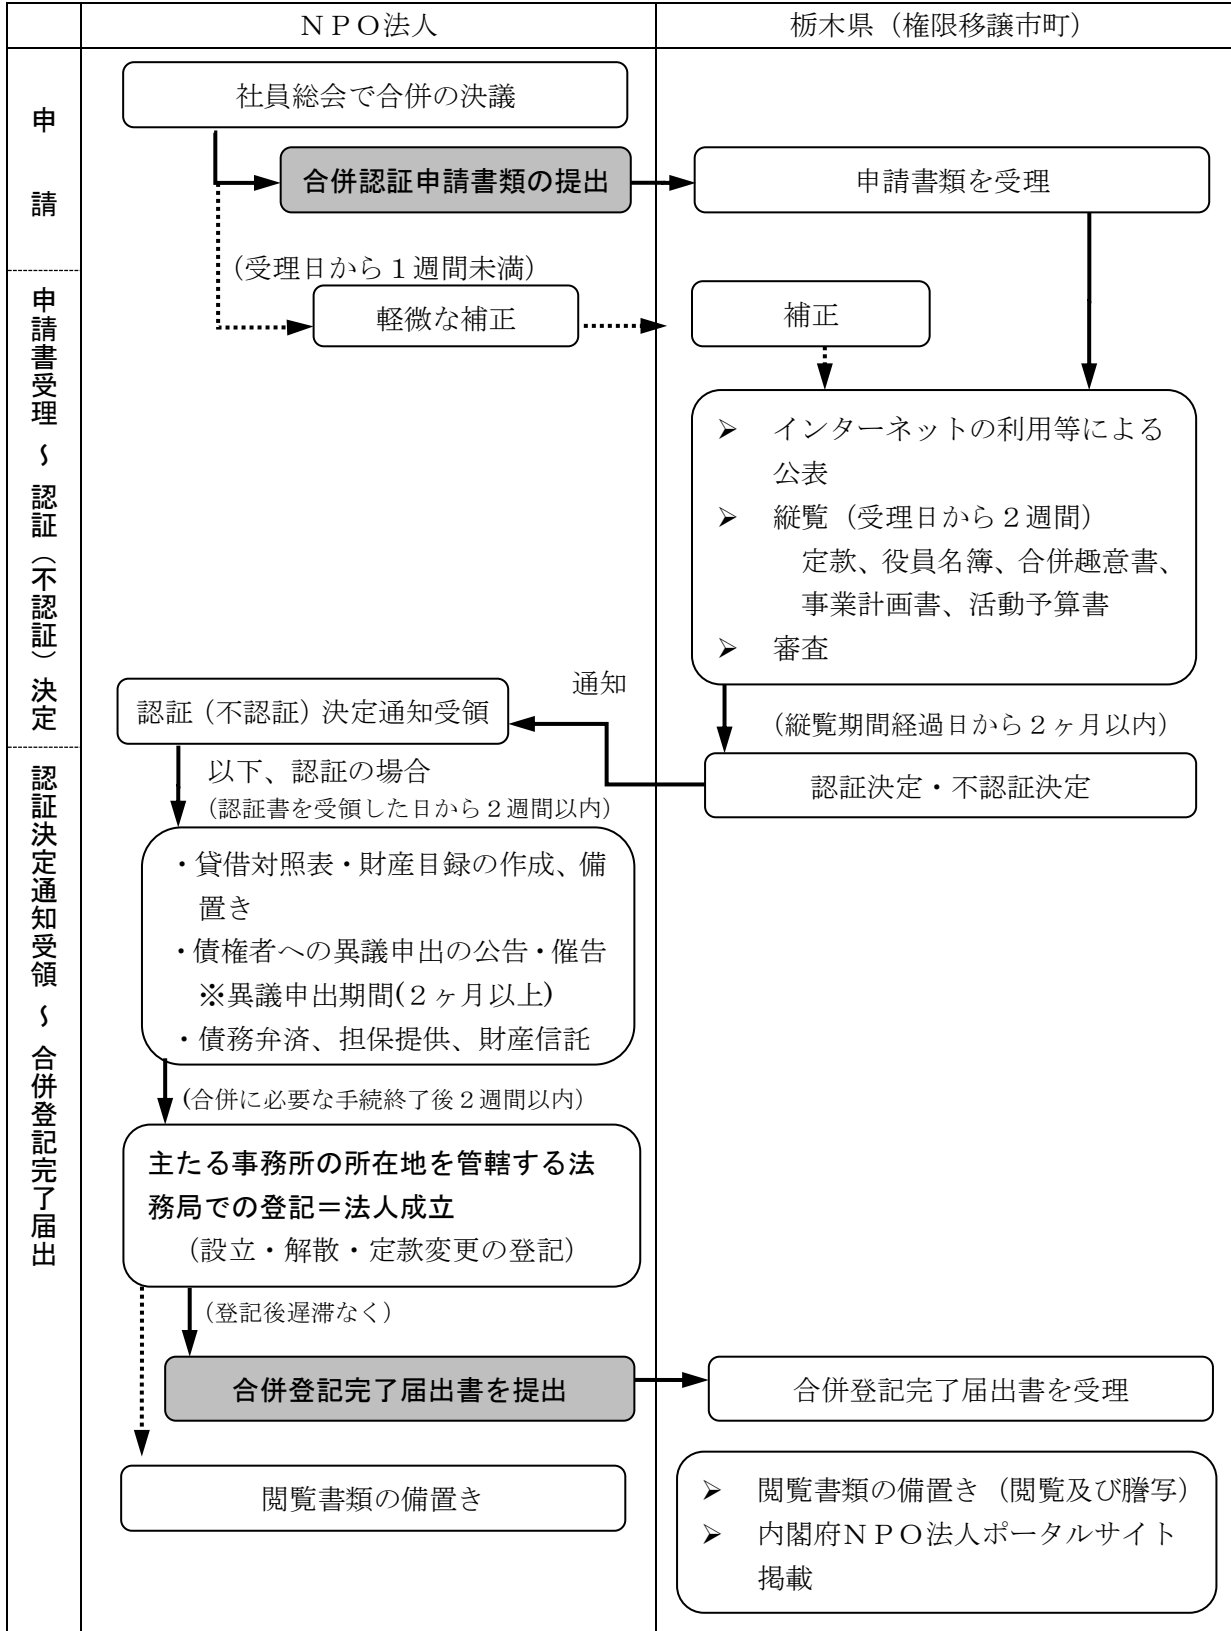 ＮＰＯ法人
栃木県（権限移譲市町）
申請
社員総会で合併の決議
合併認証申請書類の提出
申請書類を受理
申請書受理～認証（不認証）決定
（受理日から１週間未満）
軽微な補正
補正
➢ インターネットの利用等による
公表
➢ 縦覧（受理日から２週間）
定款、役員名簿、合併趣意書、
事業計画書、活動予算書
➢ 審査
通知
認証（不認証）決定通知受領
（縦覧期間経過日から２ヶ月以内）
認証決定・不認証決定
認証決定通知受領～合併登記完了届出
以下、認証の場合
（認証書を受領した日から２週間以内）
・貸借対照表・財産目録の作成、備
置き
・債権者への異議申出の公告・催告
※異議申出期間(２ヶ月以上)
・債務弁済、担保提供、財産信託
(合併に必要な手続終了後２週間以内）
主たる事務所の所在地を管轄する法
務局での登記＝法人成立
（設立・解散・定款変更の登記）
（登記後遅滞なく）
合併登記完了届出書を提出
合併登記完了届出書を受理
閲覧書類の備置き
➢ 閲覧書類の備置き（閲覧及び謄写）
➢ 内閣府ＮＰＯ法人ポータルサイト
掲載